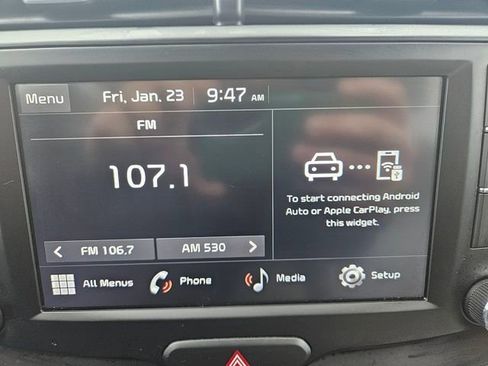 Menu Fri, Jan. 23 9:47 AM
FM
107.1
FM 106.7 AM 530
To start connecting Android
Auto or Apple CarPlay, press
this widget.
All Menus Phone Media Setup